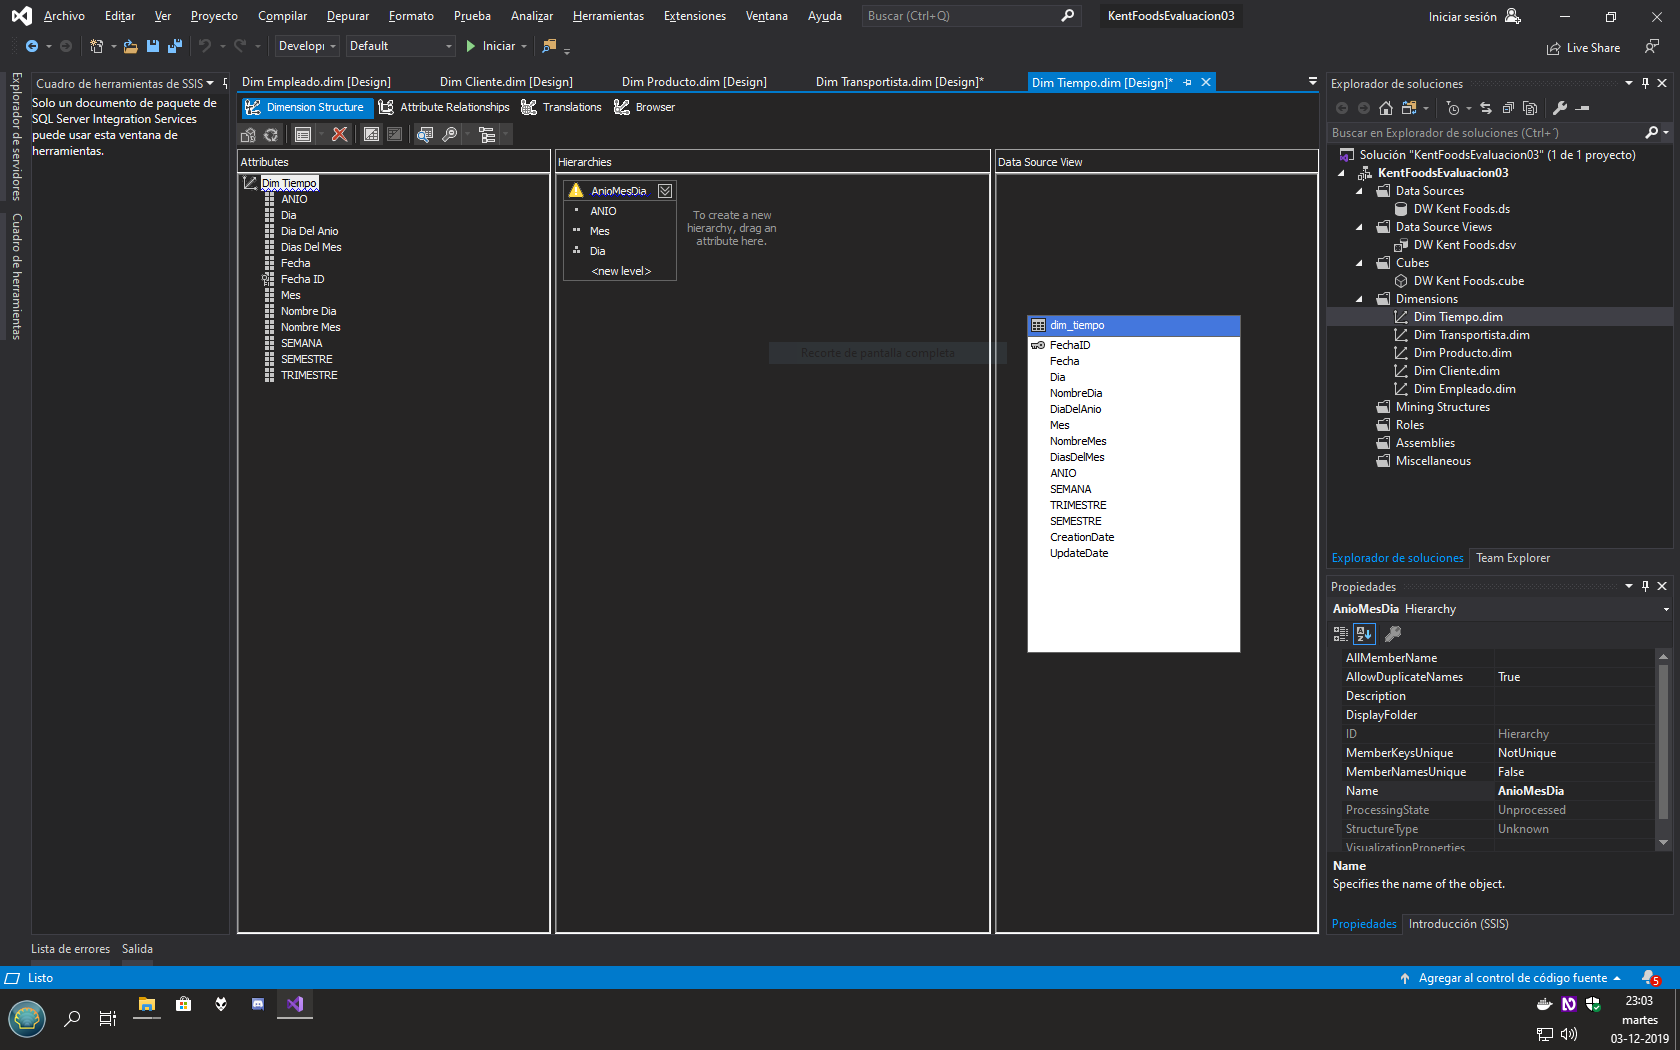 Archivo Editar Ver Proyecto Compilar Depurar Formato Prueba Analizar Herramientas Extensiones Ventana Ayuda Buscar (Ctrl+Q) KentFoodsEvaluacion03 Iniciar sesión
Developı Default Iniciar Live Share
Explorador de servidores
Cuadro de herramientas
Cuadro de herramientas de SSIS
Solo un documento de paquete de
SQL Server Integration Services
puede usar esta ventana de
herramientas.
Dim Empleado.dim [Design] Dim Cliente.dim [Design] Dim Producto.dim [Design] Dim Transportista.dim [Design]* Dim Tiempo.dim [Design]*
Dimension Structure Attribute Relationships Translations Browser
Attributes
Dim Tiempo
ANIO
Dia
Dia Del Anio
Dias Del Mes
Fecha
Fecha ID
Mes
Nombre Dia
Nombre Mes
SEMANA
SEMESTRE
TRIMESTRE
Hierarchies
AnioMesDia
ANIO
Mes
Dia
<new level>
To create a new
hierarchy, drag an
attribute here.
Recorte de pantalla completa
Data Source View
dim_tiempo
FechaID
Fecha
Dia
NombreDia
DiaDelAnio
Mes
NombreMes
DiasDelMes
ANIO
SEMANA
TRIMESTRE
SEMESTRE
CreationDate
UpdateDate
Explorador de soluciones
Buscar en Explorador de soluciones (Ctrl+´)
Solución "KentFoodsEvaluacion03" (1 de 1 proyecto)
KentFoodsEvaluacion03
Data Sources
DW Kent Foods.ds
Data Source Views
DW Kent Foods.dsv
Cubes
DW Kent Foods.cube
Dimensions
Dim Tiempo.dim
Dim Transportista.dim
Dim Producto.dim
Dim Cliente.dim
Dim Empleado.dim
Mining Structures
Roles
Assemblies
Miscellaneous
Explorador de soluciones Team Explorer
Propiedades
AnioMesDia Hierarchy
AllMemberName
AllowDuplicateNames True
Description
DisplayFolder
ID Hierarchy
MemberKeysUnique NotUnique
MemberNamesUnique False
Name AnioMesDia
ProcessingState Unprocessed
StructureType Unknown
VisualizationProperties
Name
Specifies the name of the object.
Propiedades Introducción (SSIS)
Lista de errores Salida
Listo Agregar al control de código fuente 5
23:03
martes
03-12-2019